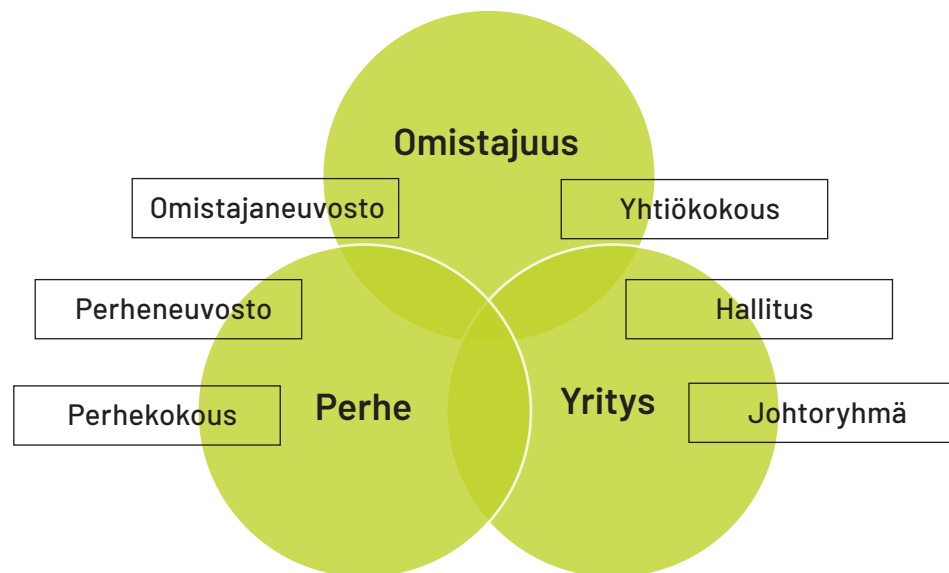 Omistajuus
Omistajaneuvosto
Yhtiökokous
Perheneuvosto
Hallitus
Perhe
Yritys
Perhekokous
Johtoryhmä